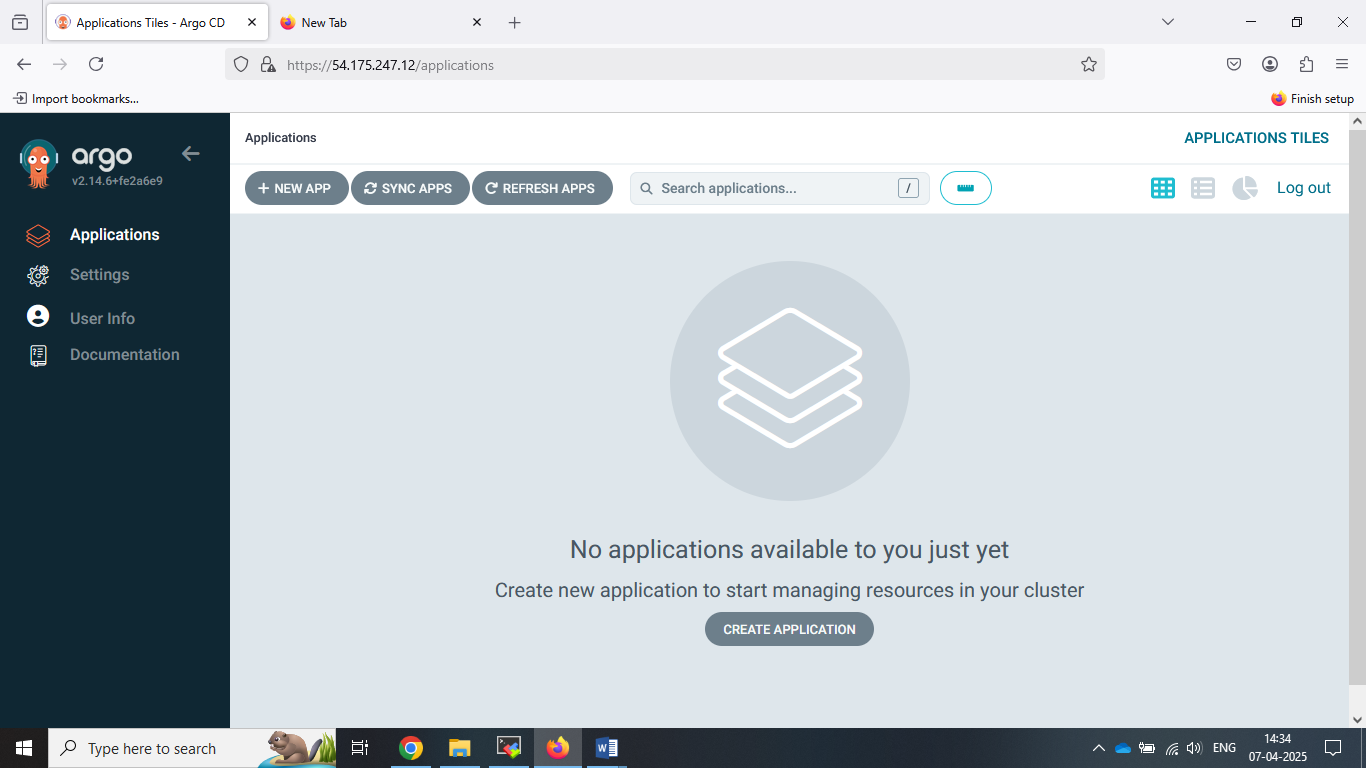 Applications Tiles - Argo CD
New Tab
https://54.175.247.12/applications
Import bookmarks...
Finish setup
argo
v2.14.6+fe2a6e9
Applications
Settings
User Info
Documentation
Applications
APPLICATIONS TILES
NEW APP
SYNC APPS
REFRESH APPS
Search applications...
/
Log out
No applications available to you just yet
Create new application to start managing resources in your cluster
CREATE APPLICATION
Type here to search
ENG
14:34
07-04-2025